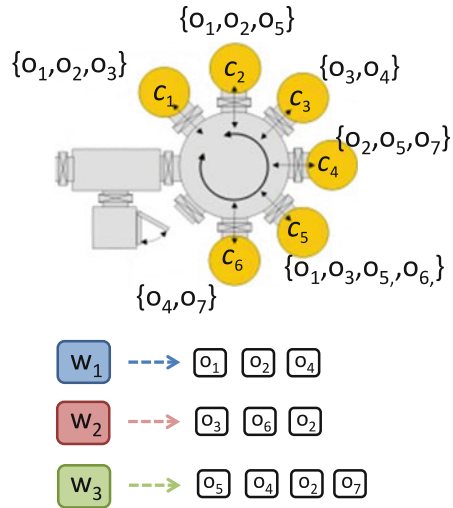 {o1,o2,o5}
{o1,o2,o3}
c2
{o3,o4}
c1
c3
{o2,o5,o7}
c4
c5
c6
{o1,o3,o5,,o6,}
{o4,o7}
w1 o1 o2 o4
w2 o3 o6 o2
w3 o5 o4 o2 o7